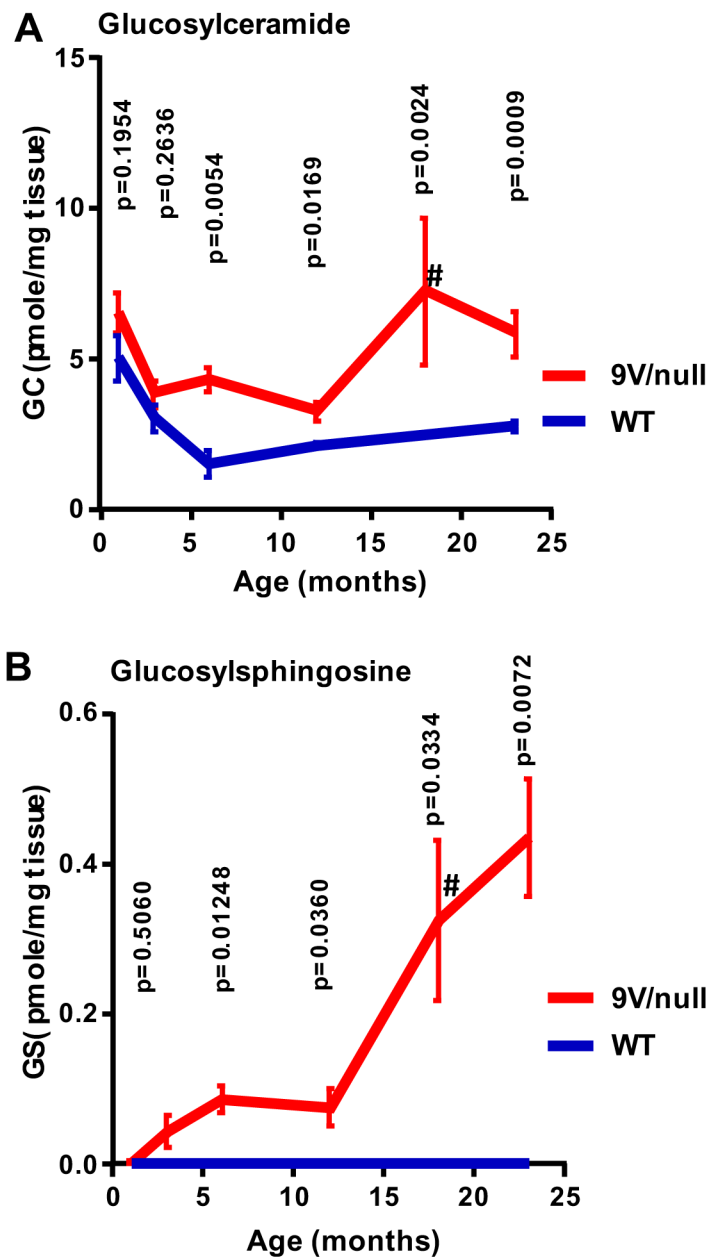 A Glucosylceramide
15
p=0.1954
p=0.2636
p=0.0054
p=0.0169
p=0.0024
p=0.0009
10
#
GC (pmole/mg tissue)
5
9V/null
WT
0
0 5 10 15 20 25
Age (months)
B Glucosylsphingosine
0.6
p=0.5060
p=0.01248
p=0.0360
p=0.0334
p=0.0072
0.4
#
GS(pmole/mg tissue)
0.2
9V/null
WT
0.0
0 5 10 15 20 25
Age (months)